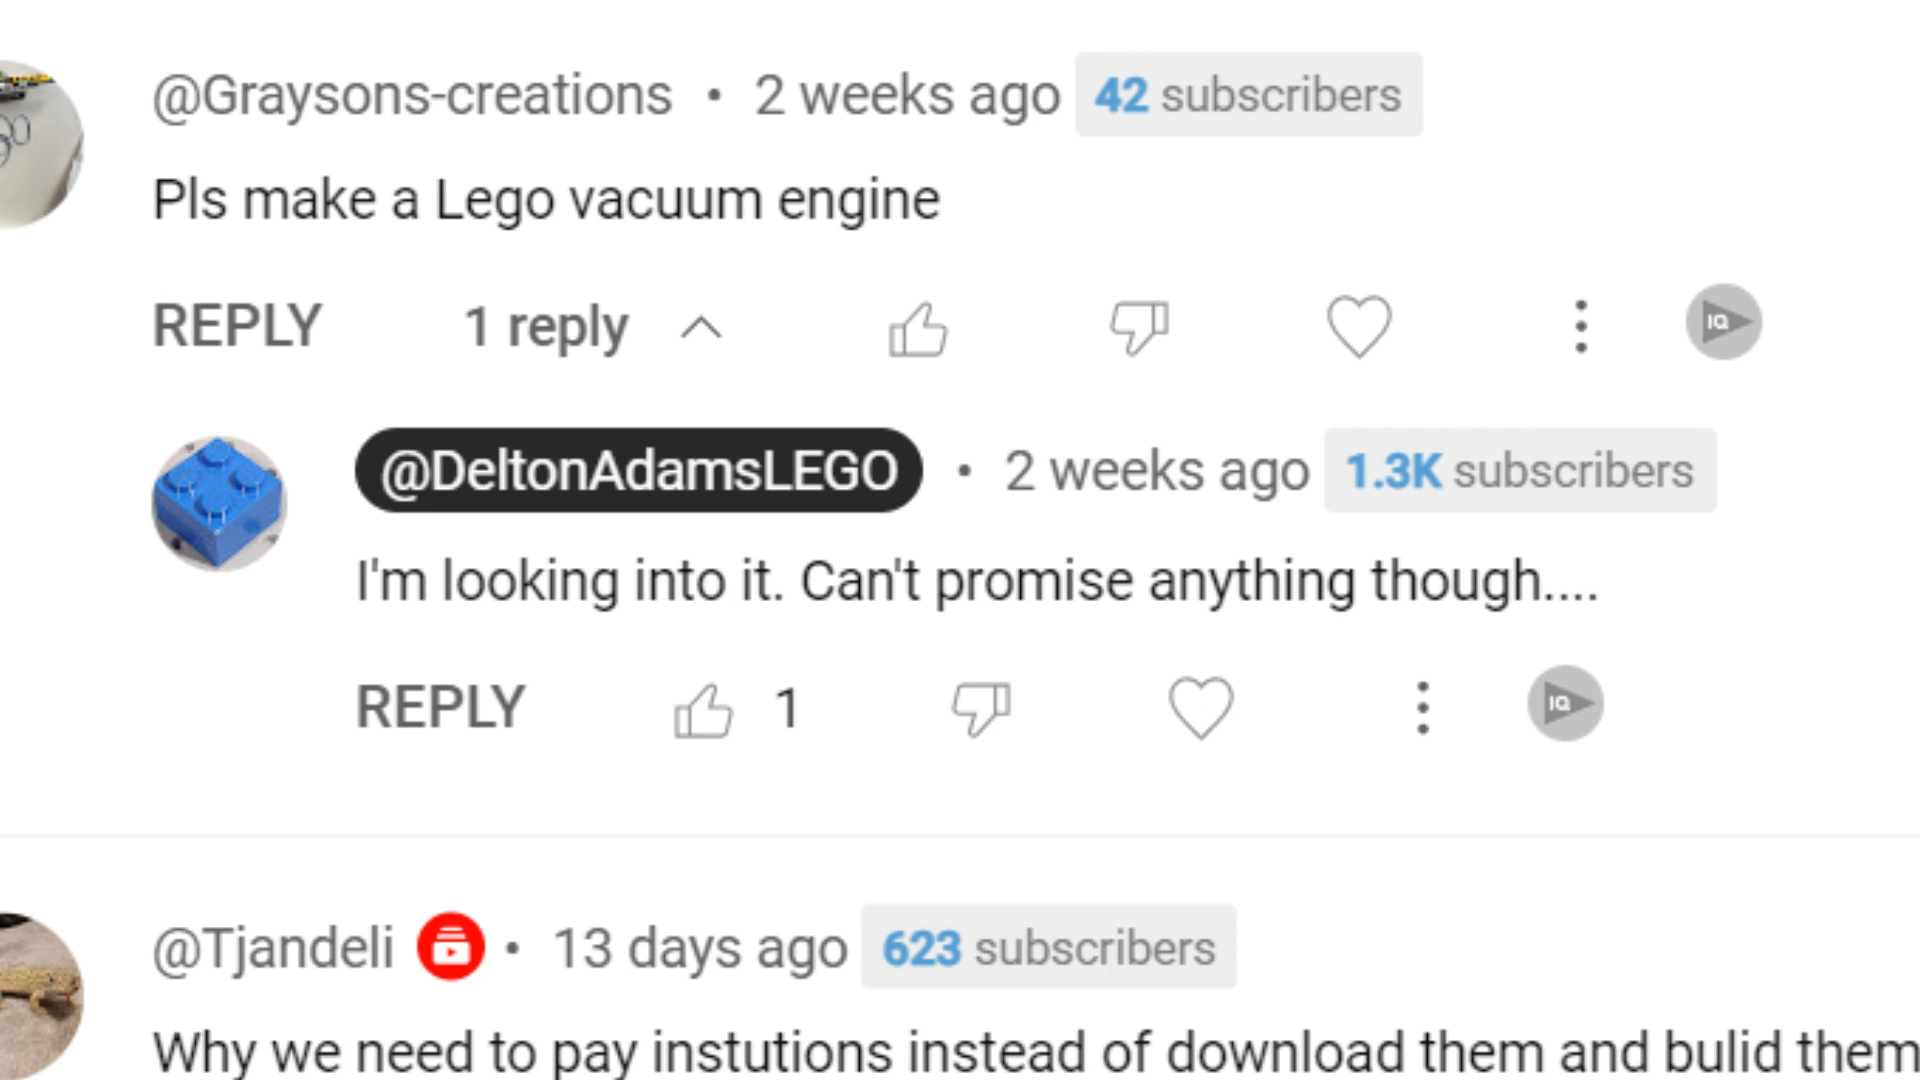 @Graysons-creations • 2 weeks ago 42 subscribers
Pls make a Lego vacuum engine
REPLY 1 reply
IQ
@DeltonAdamsLEGO • 2 weeks ago 1.3K subscribers
I'm looking into it. Can't promise anything though....
REPLY 1
IQ
@Tjandeli • 13 days ago 623 subscribers
Why we need to pay instutions instead of download them and bulid them